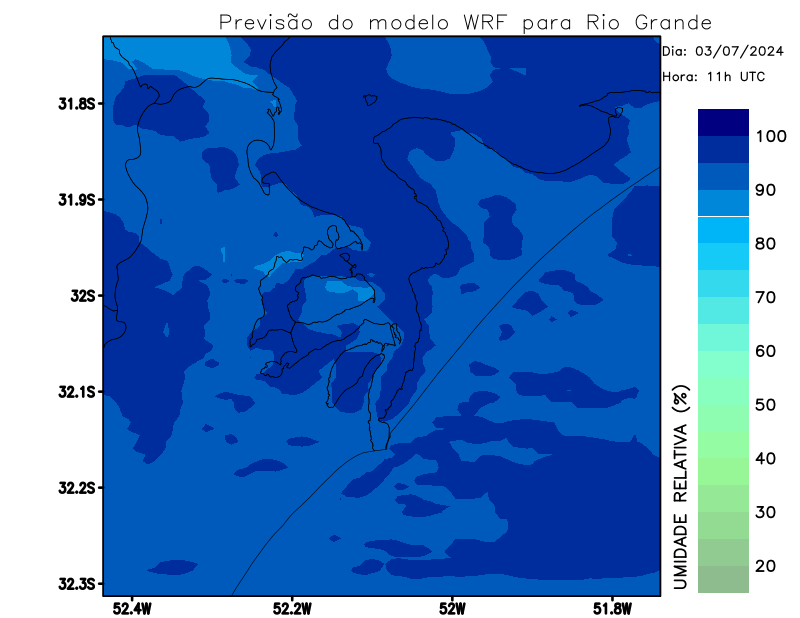 Previsão do modelo WRF para Rio Grande
Dia: 03/07/2024
Hora: 11h UTC
31.8S
31.9S
32S
32.1S
32.2S
32.3S
52.4W
52.2W
52W
51.8W
100
90
80
70
60
50
40
30
20
UMIDADE RELATIVA (%)